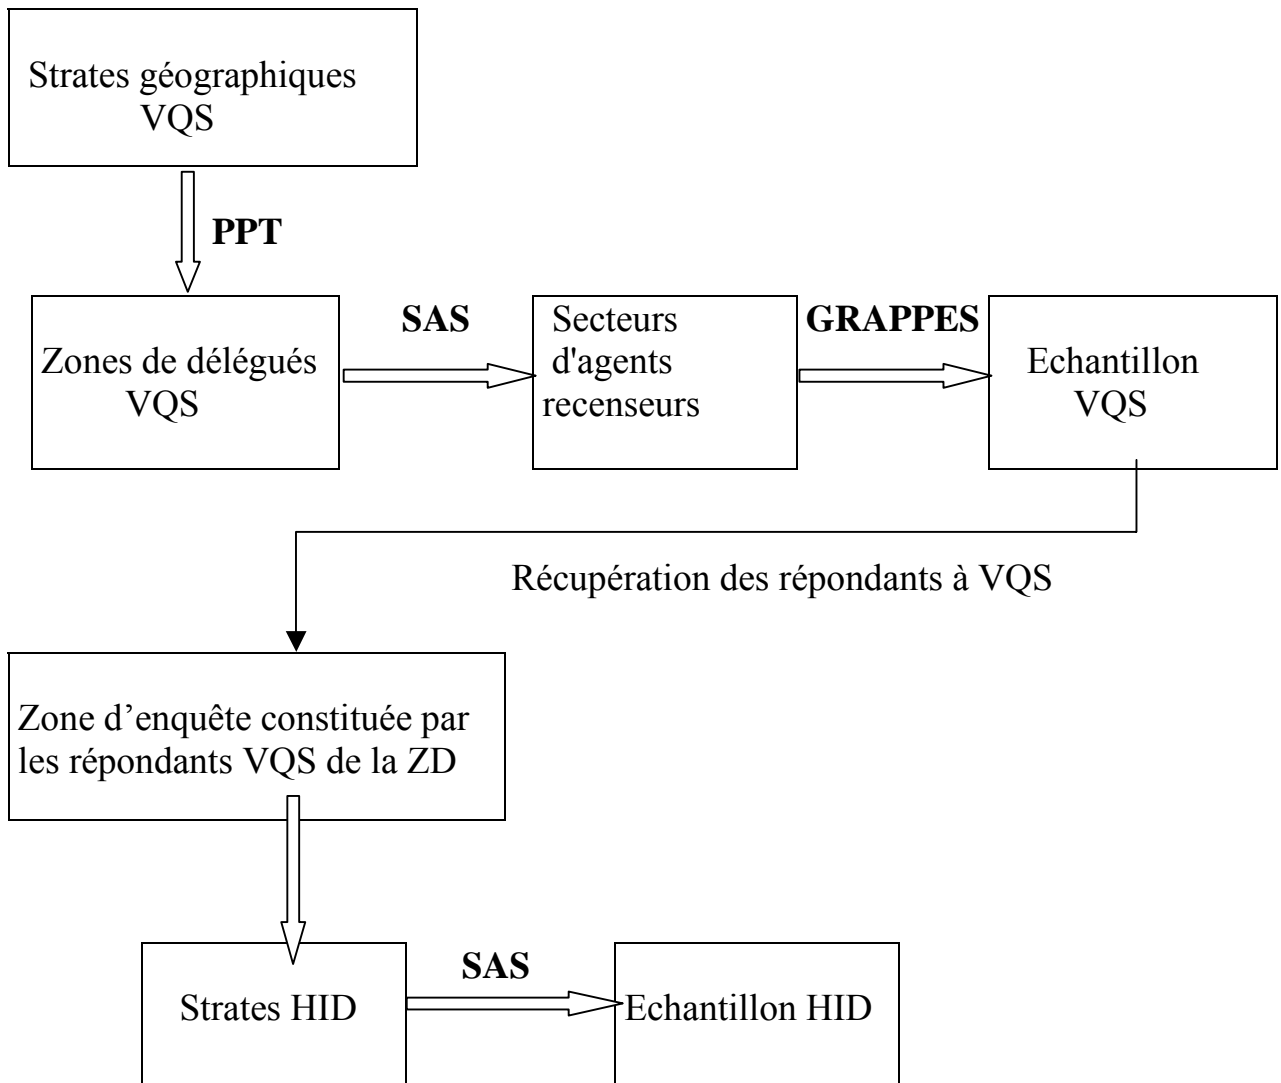 Strates géographiques
VQS
PPT
Zones de délégués
VQS
SAS
Secteurs
d'agents
recenseurs
GRAPPES
Echantillon
VQS
Récupération des répondants à VQS
Zone d’enquête constituée par
les répondants VQS de la ZD
Strates HID
SAS
Echantillon HID